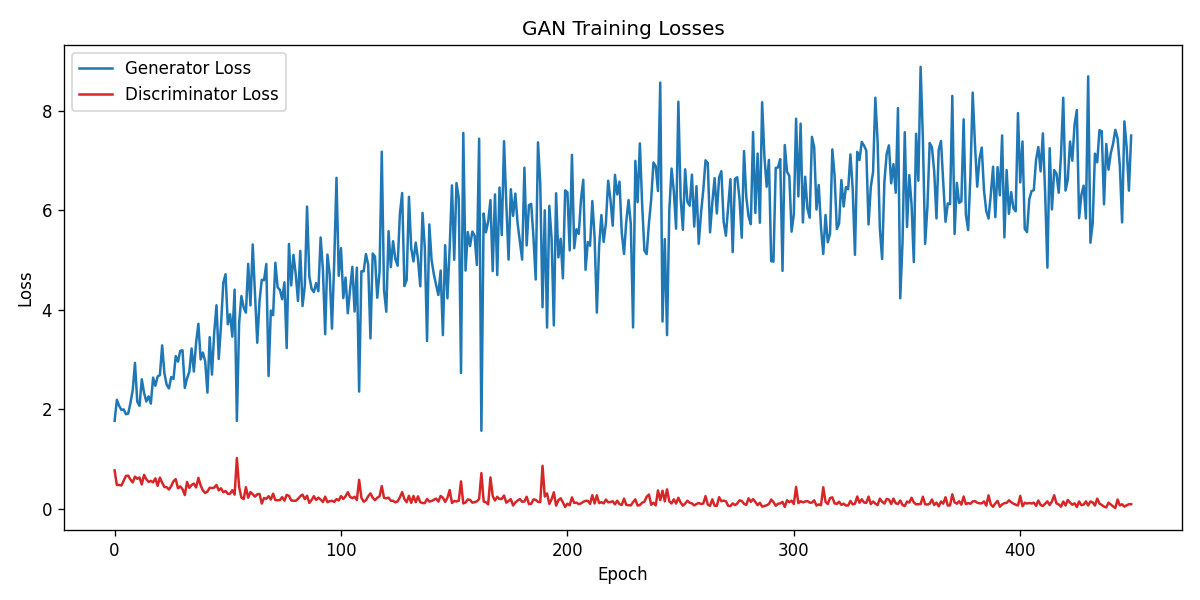 GAN Training Losses
Generator Loss
Discriminator Loss
Loss
8
6
4
2
0
0 100 200 300 400
Epoch